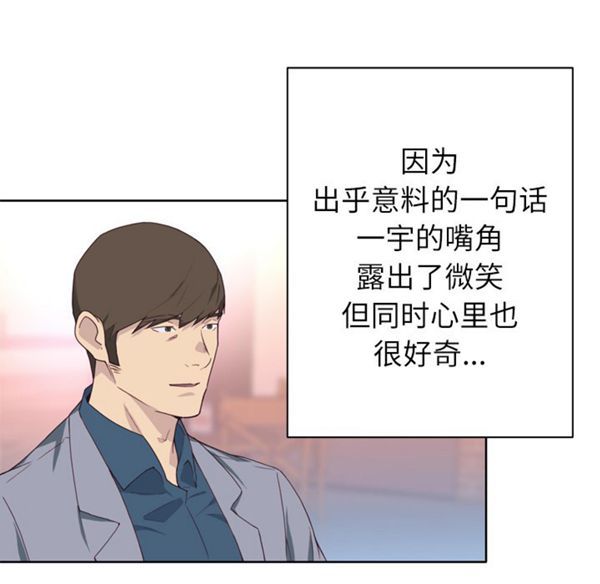 因为
出乎意料的一句话
一宇的嘴角
露出了微笑
但同时心里也
很好奇...